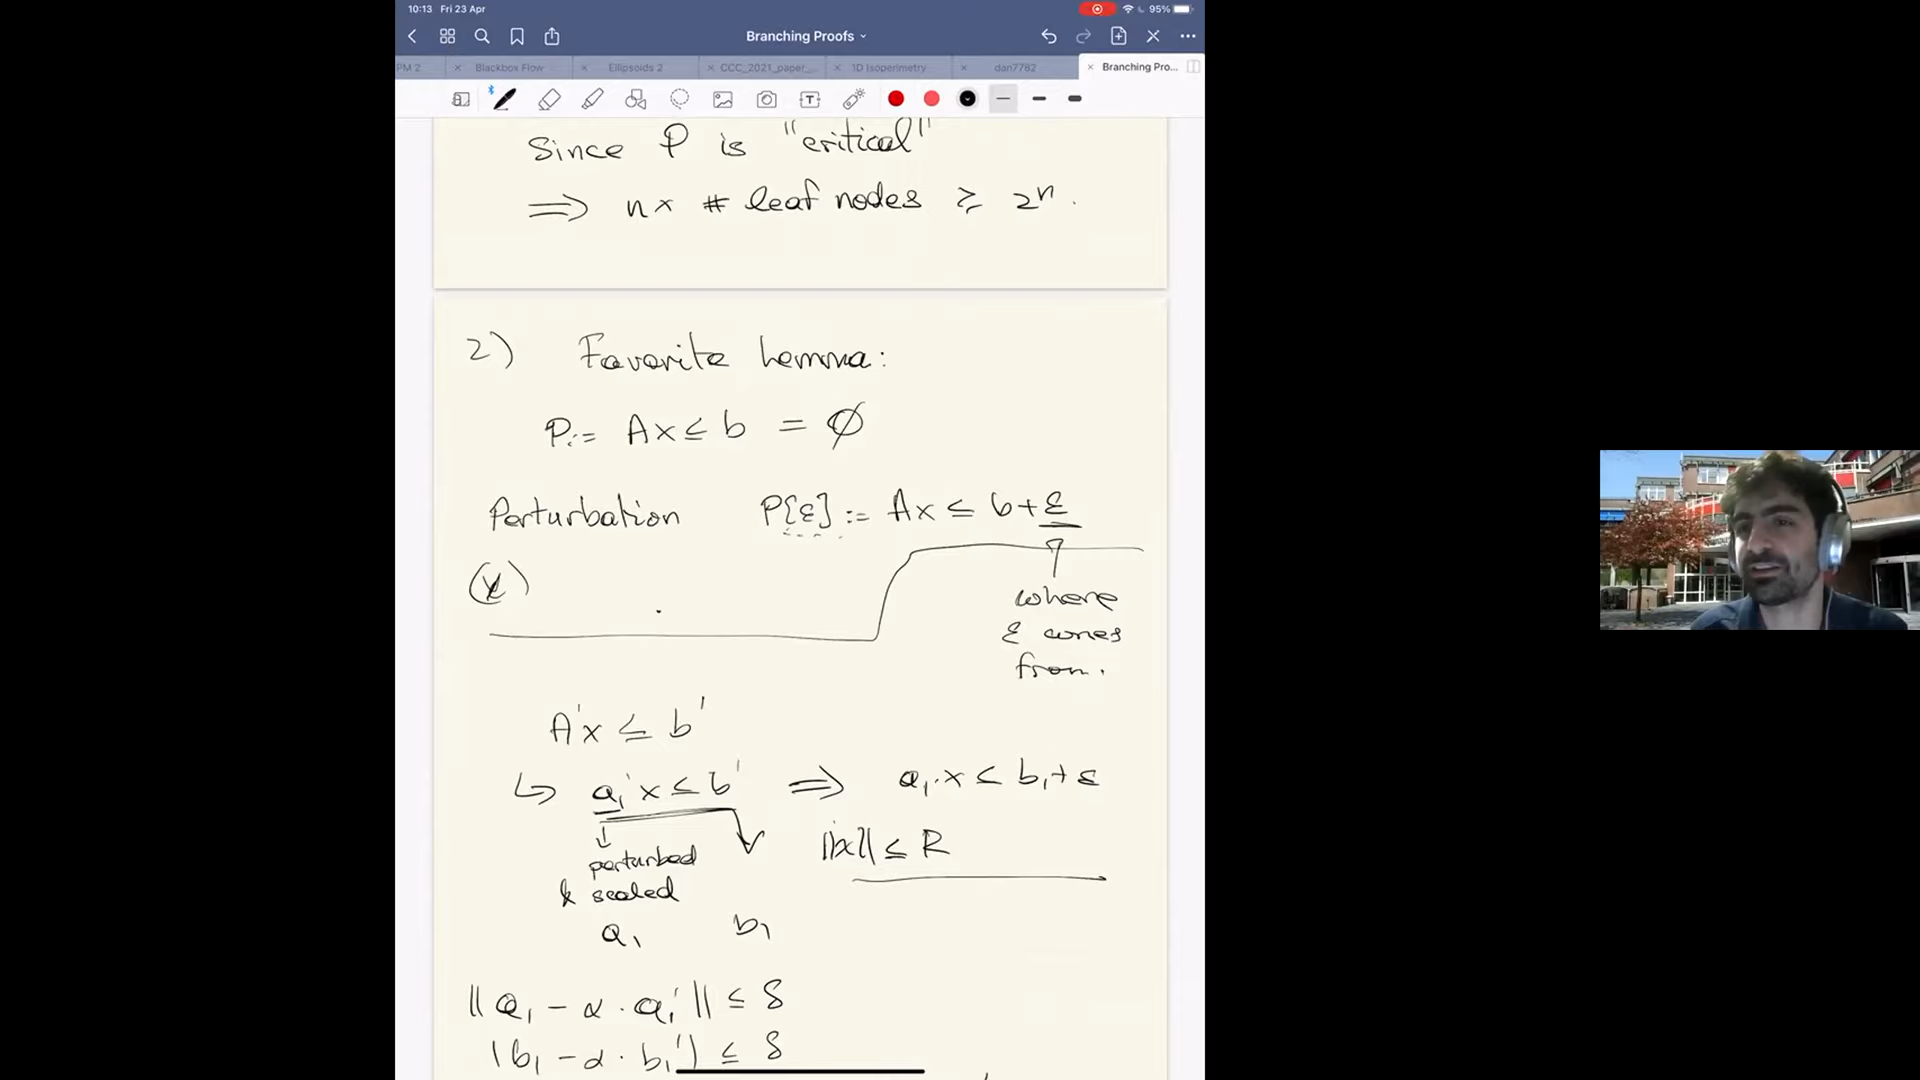 10:13 Fri 23 Apr
95%
Branching Proofs
PM 2
Blackbox Flow
Ellipsoids 2
CCC_2021_paper_...
1D Isoperimetry
dan7762
Branching Pro...
Since P is "critical"
⟹ n× # leaf nodes ≥ 2ⁿ.
2) Favorite Lemma:
P:= Ax ≤ b = ∅
Perturbation P[ε] := Ax ≤ b+ε
where
ε comes
from.
A'x ≤ b'
↳ a₁'x ≤ b' ⟹ a₁·x ≤ b₁+ε
‖x‖ ≤ R
perturbed
& scaled
a₁ b₁
‖a₁ − α · a₁'‖ ≤ δ
|b₁ − α · b₁'| ≤ δ